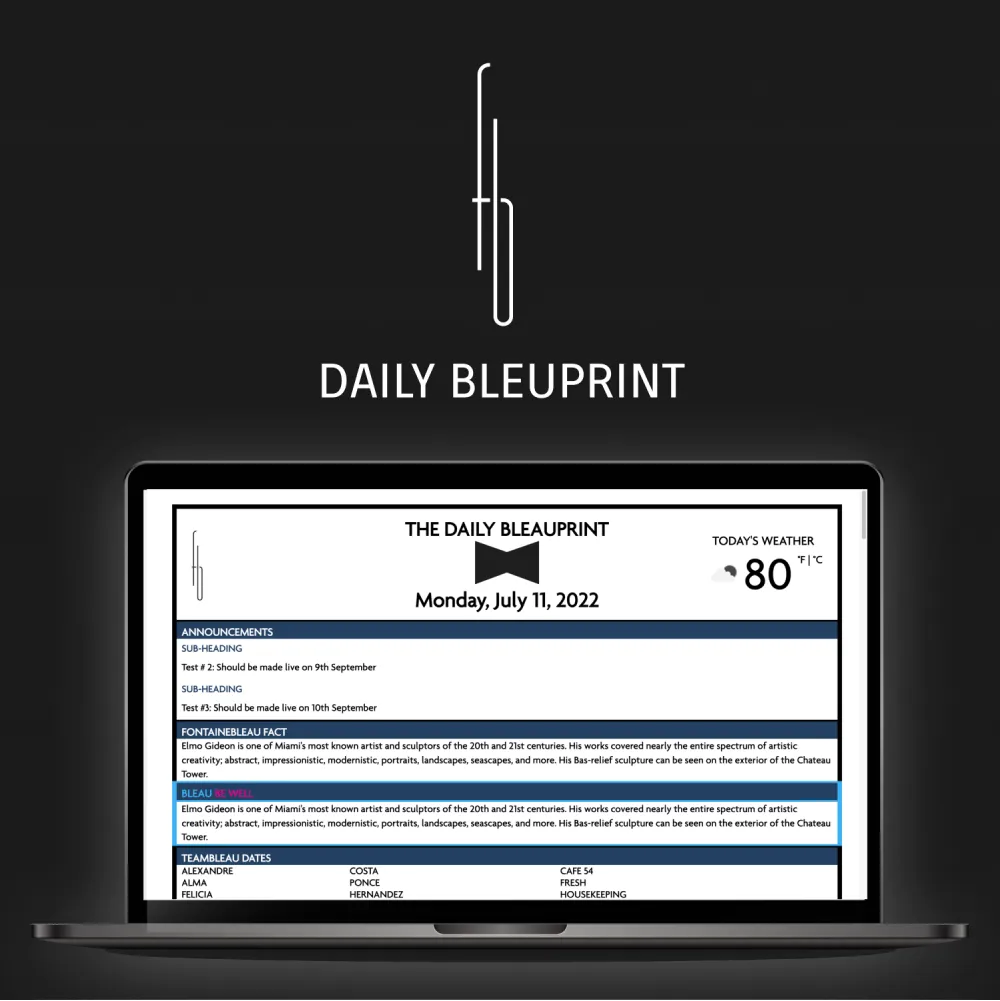 fb
DAILY BLEUPRINT
fb
THE DAILY BLEAUPRINT
Monday, July 11, 2022
TODAY'S WEATHER
80 °F | °C
ANNOUNCEMENTS
SUB-HEADING
Test # 2: Should be made live on 9th September
SUB-HEADING
Test #3: Should be made live on 10th September
FONTAINEBLEAU FACT
Elmo Gideon is one of Miami's most known artist and sculptors of the 20th and 21st centuries. His works covered nearly the entire spectrum of artistic
creativity; abstract, impressionistic, modernistic, portraits, landscapes, seascapes, and more. His Bas-relief sculpture can be seen on the exterior of the Chateau
Tower.
BLEAU BE WELL
Elmo Gideon is one of Miami's most known artist and sculptors of the 20th and 21st centuries. His works covered nearly the entire spectrum of artistic
creativity; abstract, impressionistic, modernistic, portraits, landscapes, seascapes, and more. His Bas-relief sculpture can be seen on the exterior of the Chateau
Tower.
TEAMBLEAU DATES
ALEXANDRE COSTA CAFE 54
ALMA PONCE FRESH
FELICIA HERNANDEZ HOUSEKEEPING